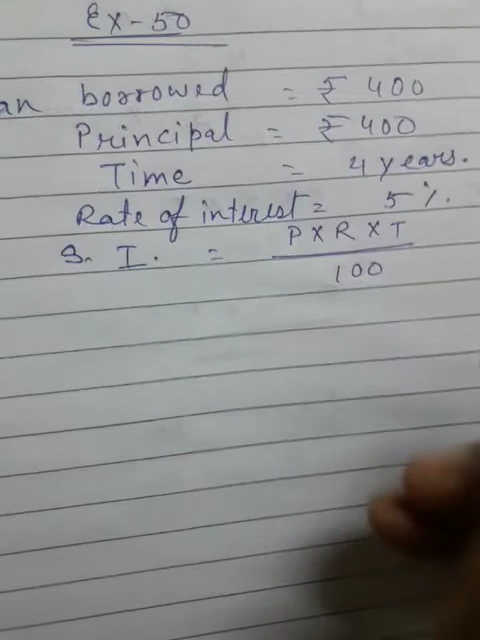 Ex-50
an borrowed = ₹ 400
Principal = ₹ 400
Time = 4 years.
Rate of interest = 5 %.
S. I. = P X R X T
100